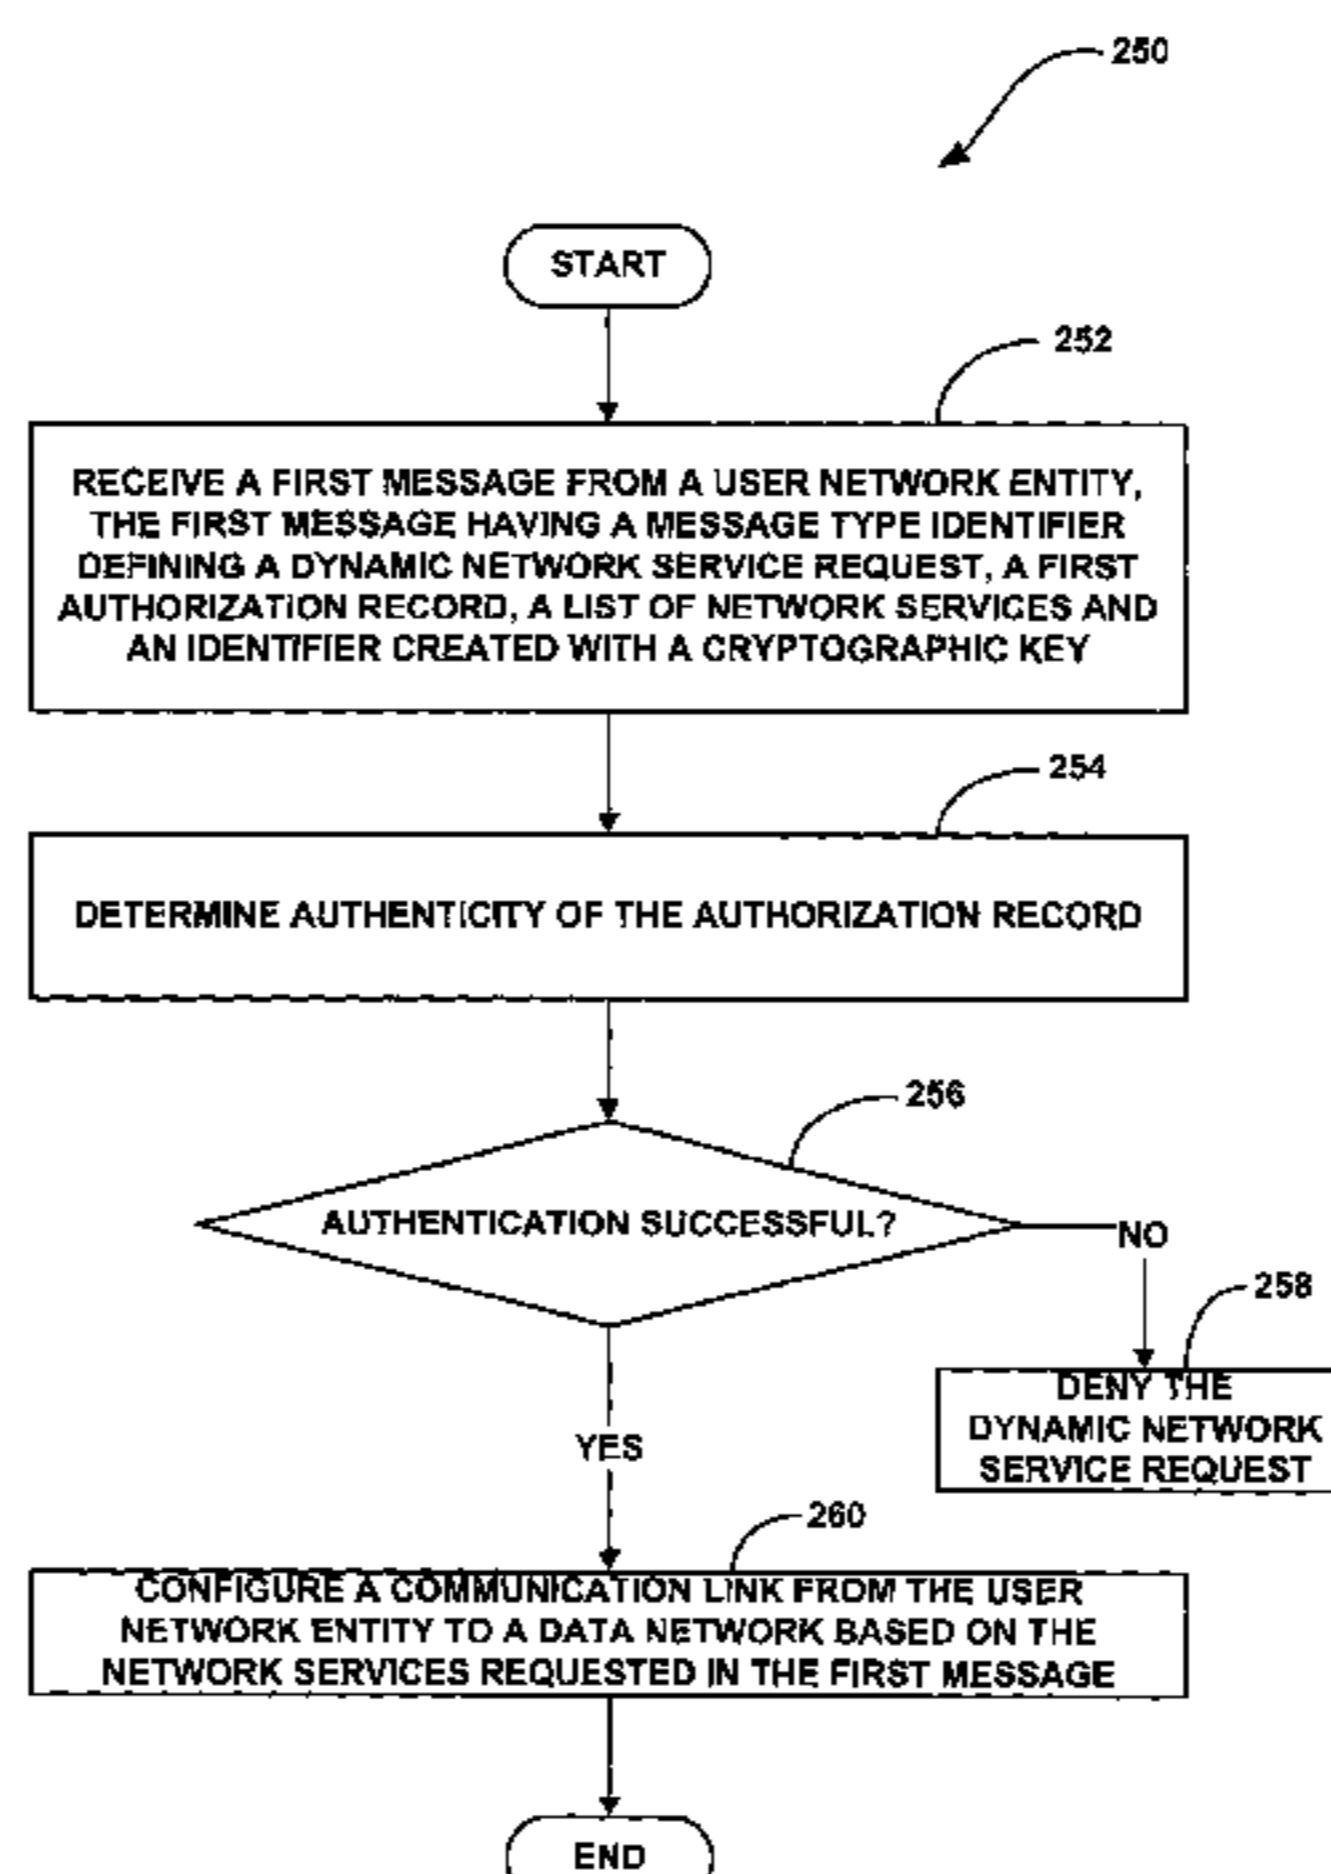 250
START
252
RECEIVE A FIRST MESSAGE FROM A USER NETWORK ENTITY,
THE FIRST MESSAGE HAVING A MESSAGE TYPE IDENTIFIER
DEFINING A DYNAMIC NETWORK SERVICE REQUEST, A FIRST
AUTHORIZATION RECORD, A LIST OF NETWORK SERVICES AND
AN IDENTIFIER CREATED WITH A CRYPTOGRAPHIC KEY
254
DETERMINE AUTHENTICITY OF THE AUTHORIZATION RECORD
256
AUTHENTICATION SUCCESSFUL?
NO
258
DENY THE
DYNAMIC NETWORK
SERVICE REQUEST
YES
260
CONFIGURE A COMMUNICATION LINK FROM THE USER
NETWORK ENTITY TO A DATA NETWORK BASED ON THE
NETWORK SERVICES REQUESTED IN THE FIRST MESSAGE
END